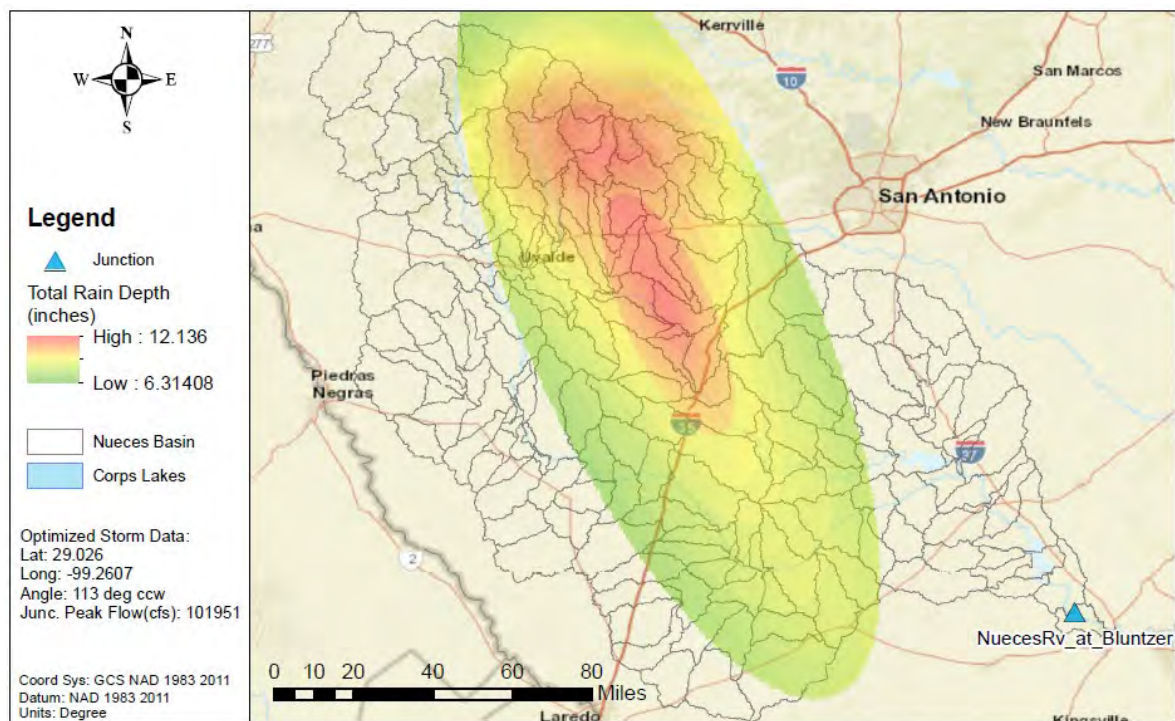 N
W
E
S
Legend
Junction
Total Rain Depth
(inches)
High : 12.136
Low : 6.31408
Nueces Basin
Corps Lakes
Optimized Storm Data:
Lat: 29.026
Long: -99.2607
Angle: 113 deg ccw
Junc. Peak Flow(cfs): 101951
Coord Sys: GCS NAD 1983 2011
Datum: NAD 1983 2011
Units: Degree
277
Kerrville
10
San Marcos
New Braunfels
San Antonio
Uvalde
Piedras
Negras
35
37
2
NuecesRv_at_Bluntzer
0 10 20 40 60 80
Miles
Laredo
Kingsville